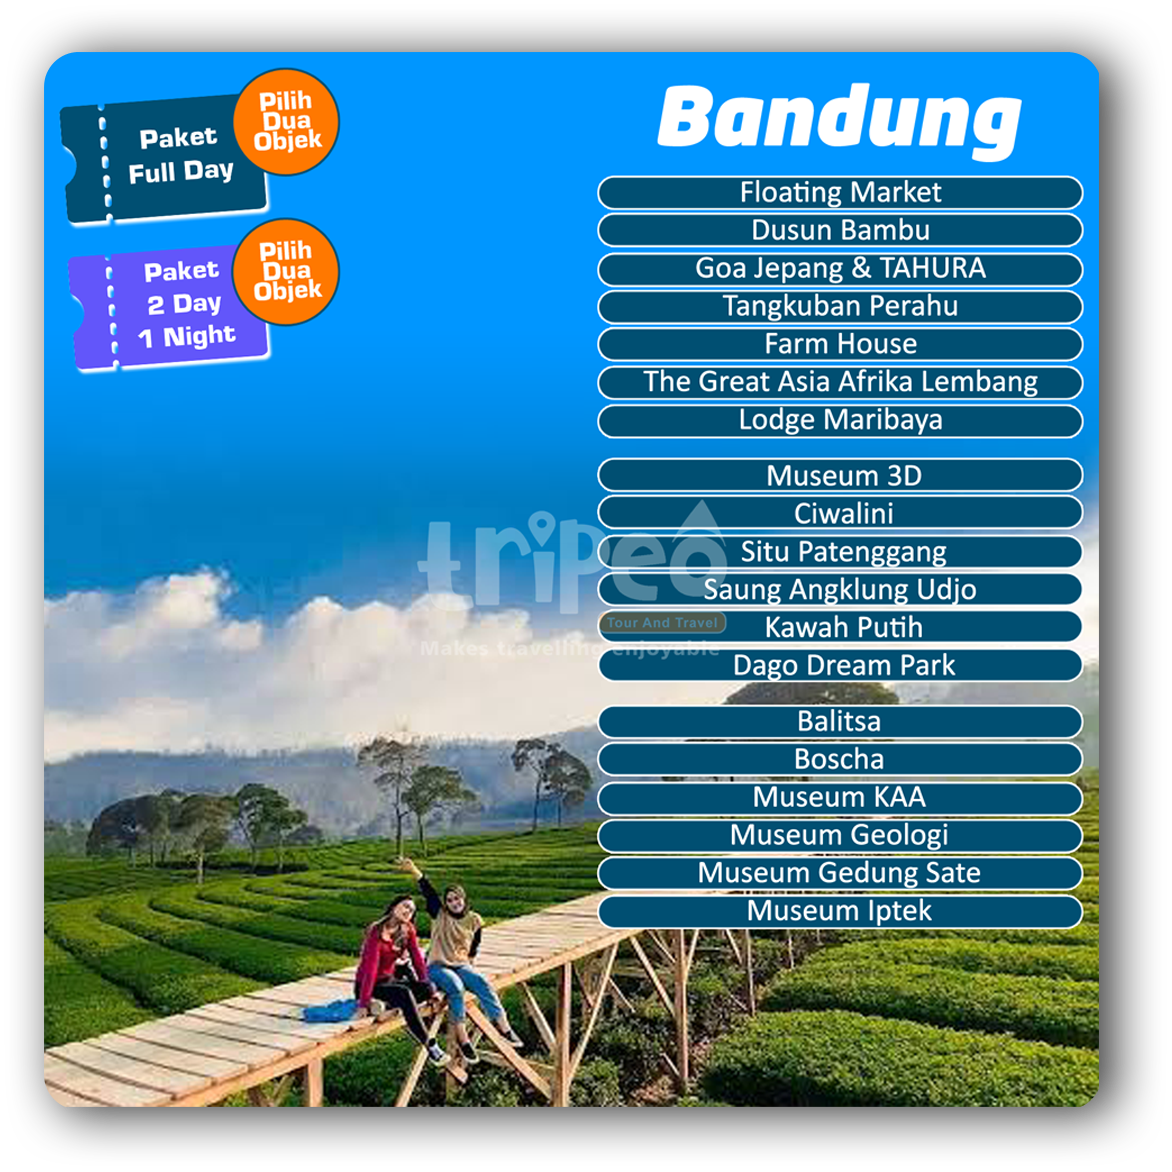 Paket
Full Day
Pilih
Dua
Objek
Paket
2 Day
1 Night
Pilih
Dua
Objek
Bandung
Floating Market
Dusun Bambu
Goa Jepang & TAHURA
Tangkuban Perahu
Farm House
The Great Asia Afrika Lembang
Lodge Maribaya
Museum 3D
Ciwalini
Situ Patenggang
Saung Angklung Udjo
Kawah Putih
Dago Dream Park
Balitsa
Boscha
Museum KAA
Museum Geologi
Museum Gedung Sate
Museum Iptek
tripeo
Tour And Travel
Makes travelling enjoyable